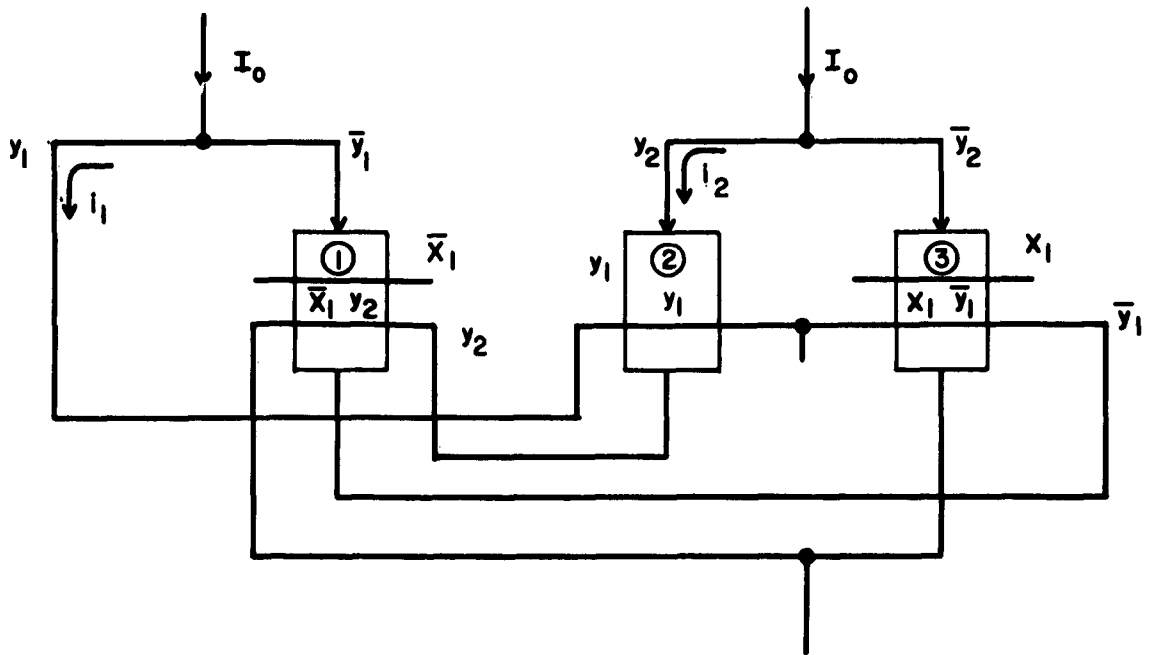 I₀ I₀
y₁ ȳ₁ y₂ ȳ₂
i₁ i₂
① X̄₁ y₁ ② ③ X₁
X̄₁ y₂ y₁ X₁ ȳ₁
y₂ ȳ₁